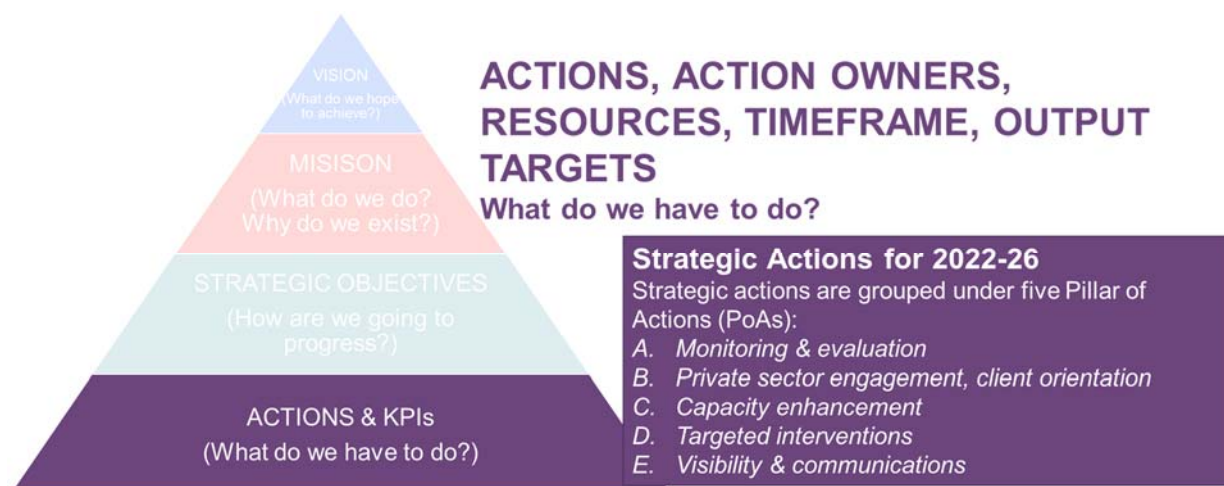 VISION
(What do we hope
to achieve?)
MISISON
(What do we do?
Why do we exist?)
STRATEGIC OBJECTIVES
(How are we going to
progress?)
ACTIONS & KPIs
(What do we have to do?)
ACTIONS, ACTION OWNERS,
RESOURCES, TIMEFRAME, OUTPUT
TARGETS
What do we have to do?
Strategic Actions for 2022-26
Strategic actions are grouped under five Pillar of
Actions (PoAs):
A. Monitoring & evaluation
B. Private sector engagement, client orientation
C. Capacity enhancement
D. Targeted interventions
E. Visibility & communications